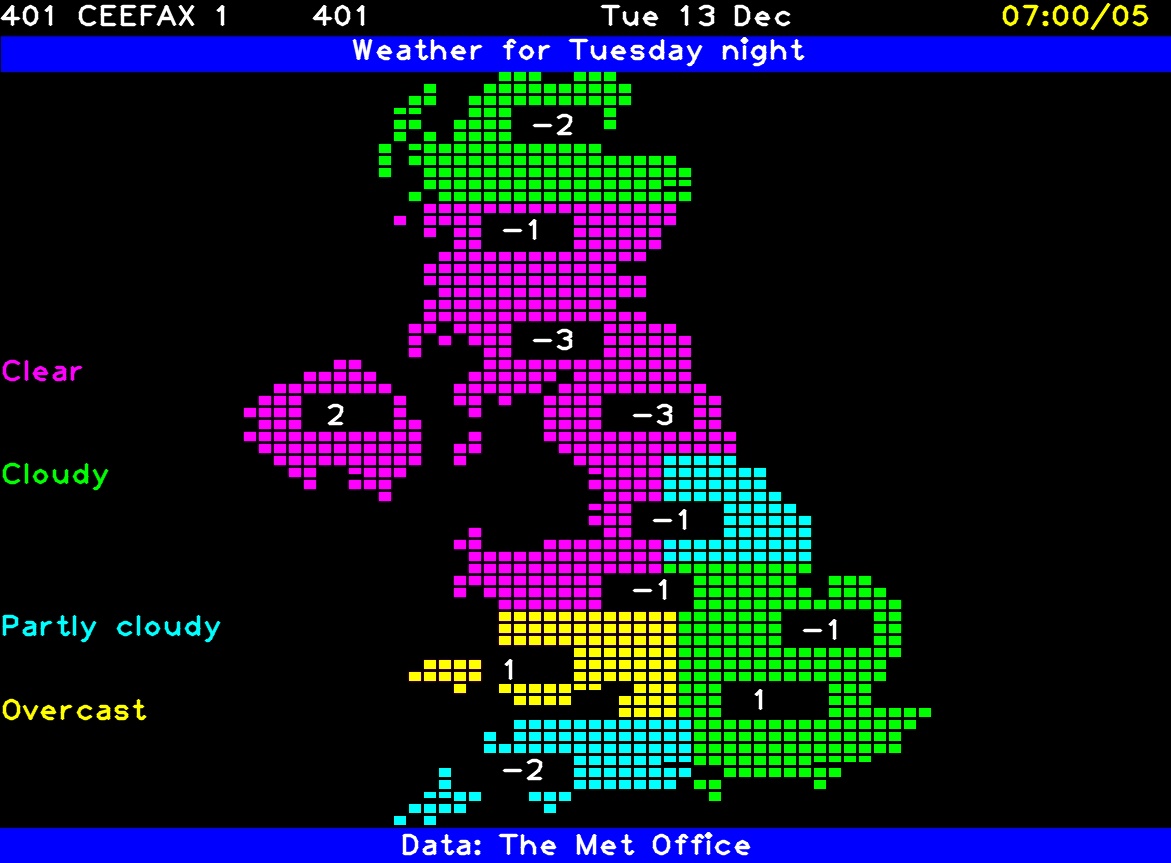 401 CEEFAX 1 401 Tue 13 Dec 07:00/05
Weather for Tuesday night
-2
-1
-3
Clear
2 -3
Cloudy
-1
-1
Partly cloudy -1
1
Overcast 1
-2
Data: The Met Office